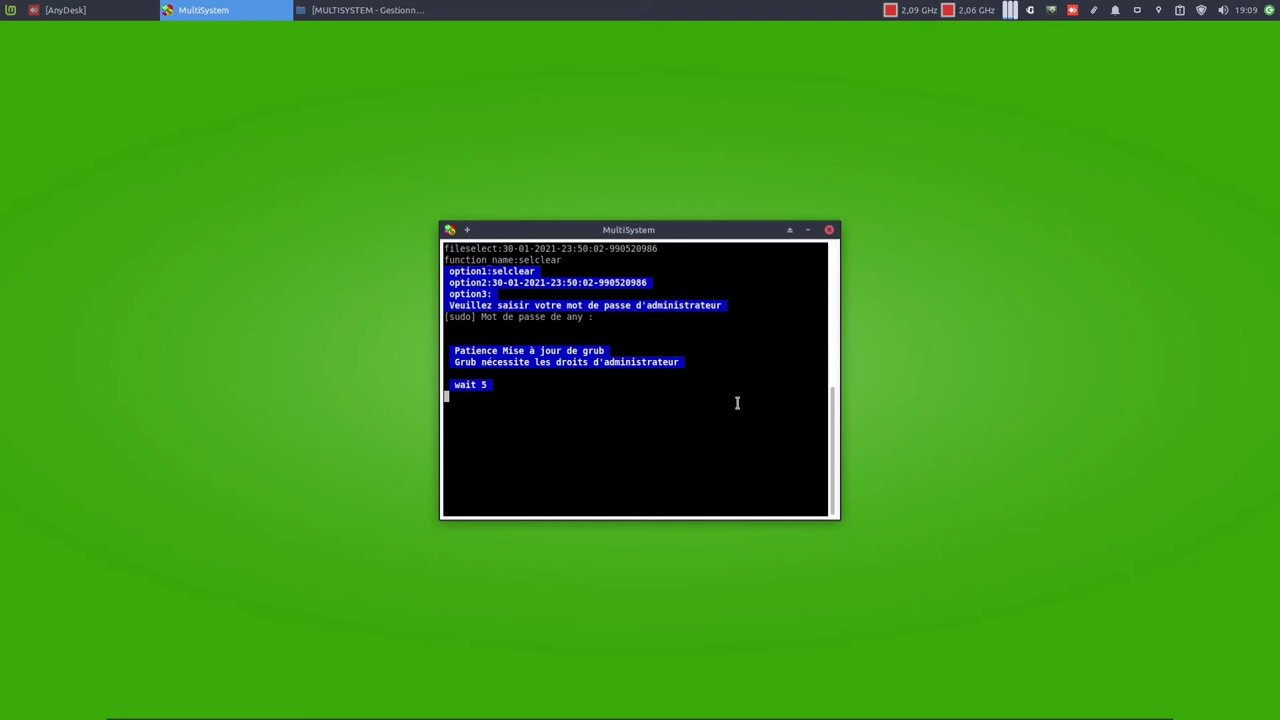 [AnyDesk]
MultiSystem
[MULTISYSTEM - Gestionn...
2,09 GHz
2,06 GHz
19:09
MultiSystem
fileselect:30-01-2021-23:50:02-990520986
function name:selclear
option1:selclear
option2:30-01-2021-23:50:02-990520986
option3:
Veuillez saisir votre mot de passe d'administrateur
[sudo] Mot de passe de any :
Patience Mise à jour de grub
Grub nécessite les droits d'administrateur
wait 5